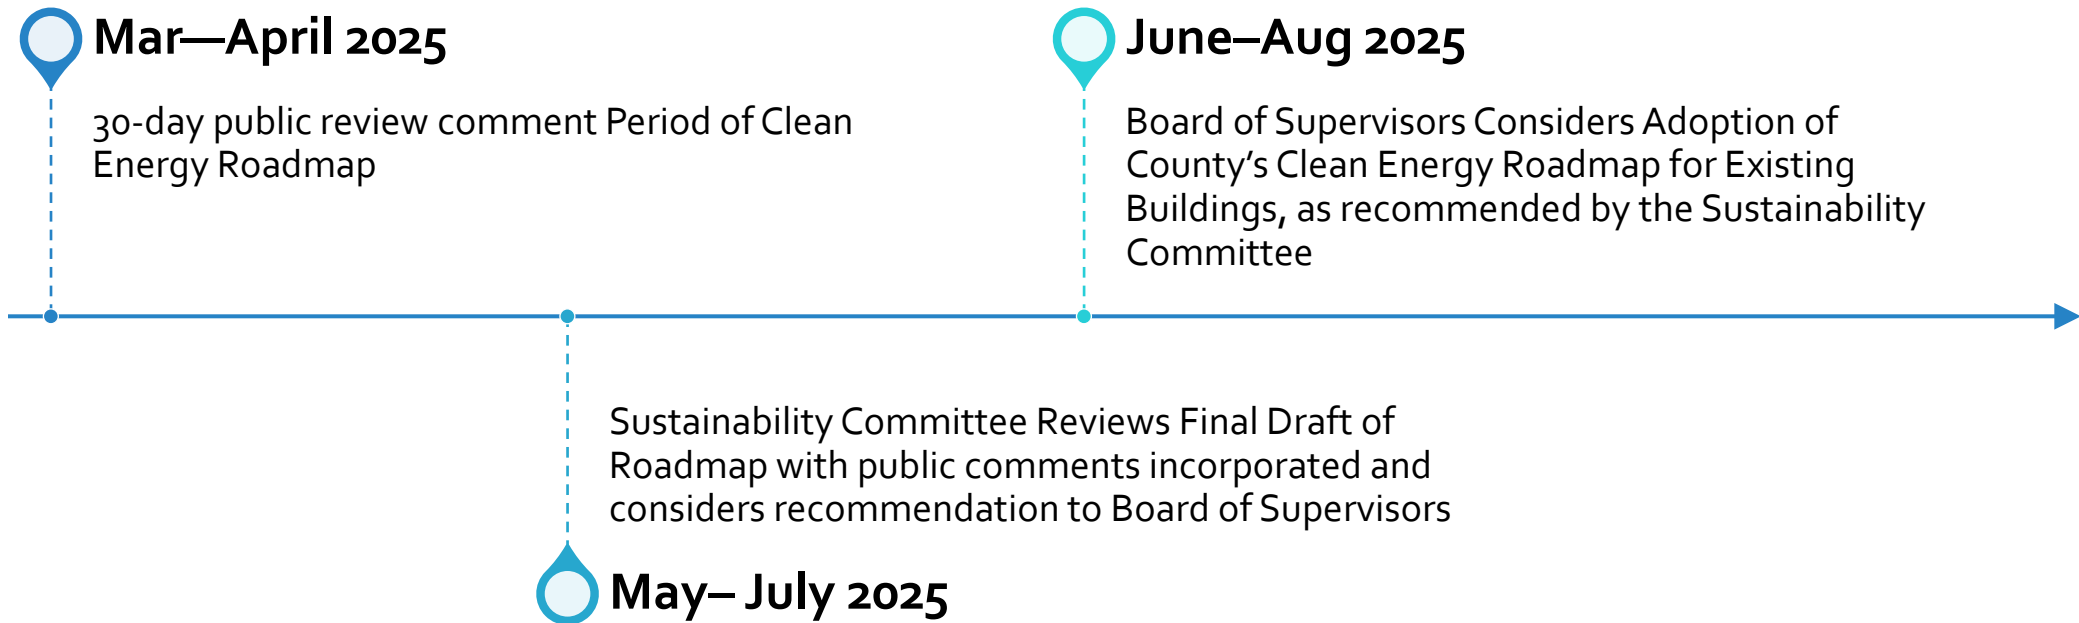 Mar—April 2025
30-day public review comment Period of Clean
Energy Roadmap
June–Aug 2025
Board of Supervisors Considers Adoption of
County’s Clean Energy Roadmap for Existing
Buildings, as recommended by the Sustainability
Committee
Sustainability Committee Reviews Final Draft of
Roadmap with public comments incorporated and
considers recommendation to Board of Supervisors
May– July 2025